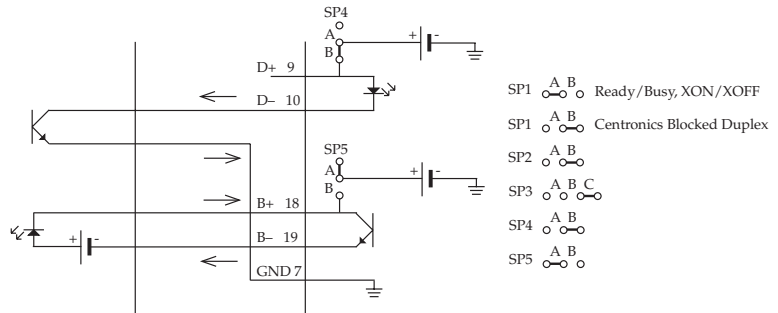 SP4
A
B
+ -
D+ 9
D– 10
SP5
A
B
+ -
B+ 18
+ -
B– 19
GND 7
SP1 A B Ready/Busy, XON/XOFF
SP1 A B Centronics Blocked Duplex
SP2 A B
SP3 A B C
SP4 A B
SP5 A B